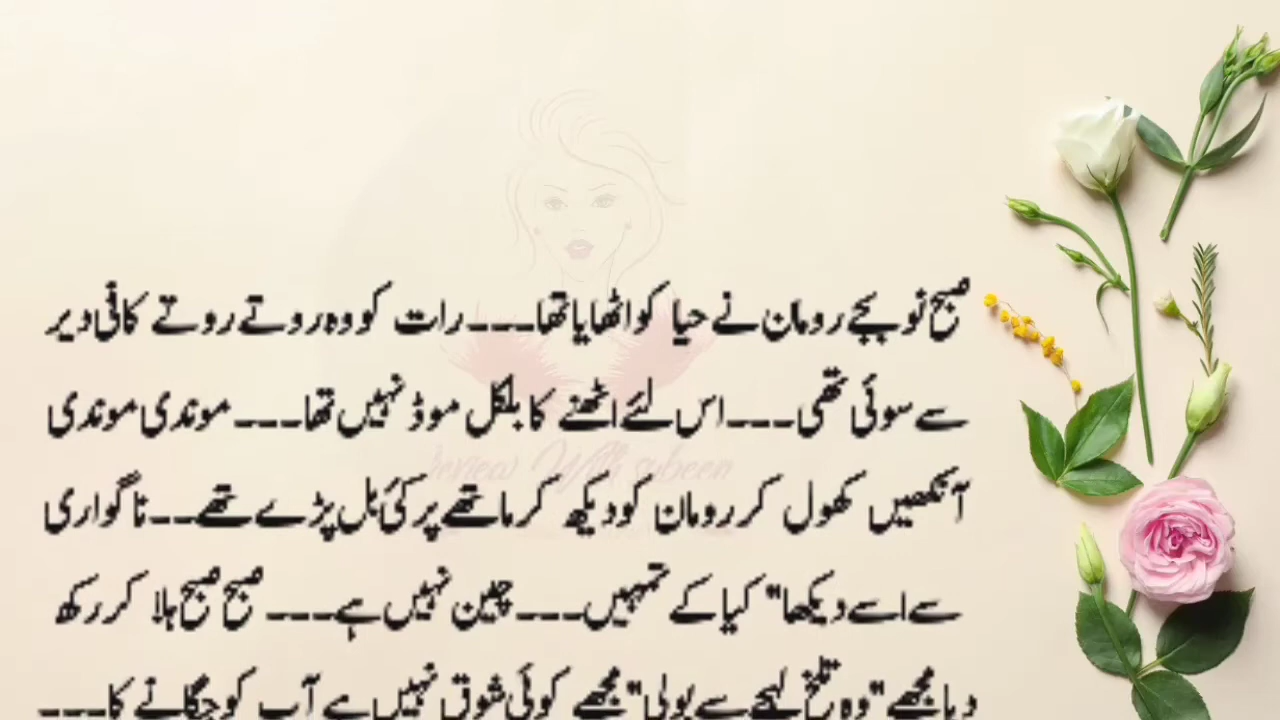 صبح نو بجے رومان نے حیا کو اٹھایا تھا۔۔۔ رات کو وہ روتے روتے کافی دیر
سے سوئی تھی۔۔۔ اس لئے اٹھنے کا بلکل موڈ نہیں تھا۔۔۔ موندی موندی
آنکھیں کھول کر رومان کو دیکھ کر ماتھے پر کئی بل پڑے تھے۔۔ ناگواری
سے اسے دیکھا" کیا کے تمہیں۔۔۔ چین نہیں ہے۔۔۔ صبح صبح ہلا کر رکھ
دیا مجھے "وہ تلخ لہجے سے بولی" مجھے کوئی شوق نہیں ہے آپ کو جگانے کا۔۔۔
Review With